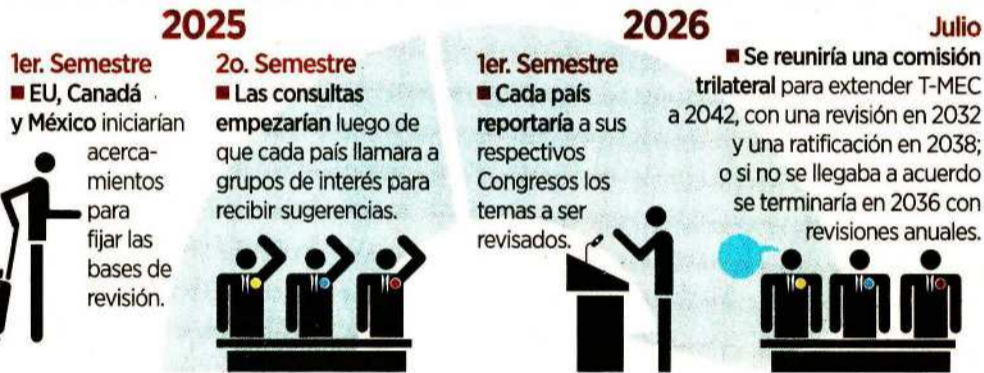 2025
1er. Semestre
■ EU, Canadá
y México iniciarían
acerca-
mientos
para
fijar las
bases de
revisión.
2o. Semestre
■ Las consultas
empezarían luego de
que cada país llamara a
grupos de interés para
recibir sugerencias.
2026
1er. Semestre
■ Cada país
reportaría a sus
respectivos
Congresos los
temas a ser
revisados.
Julio
■ Se reuniría una comisión
trilateral para extender T-MEC
a 2042, con una revisión en 2032
y una ratificación en 2038;
o si no se llegaba a acuerdo
se terminaría en 2036 con
revisiones anuales.